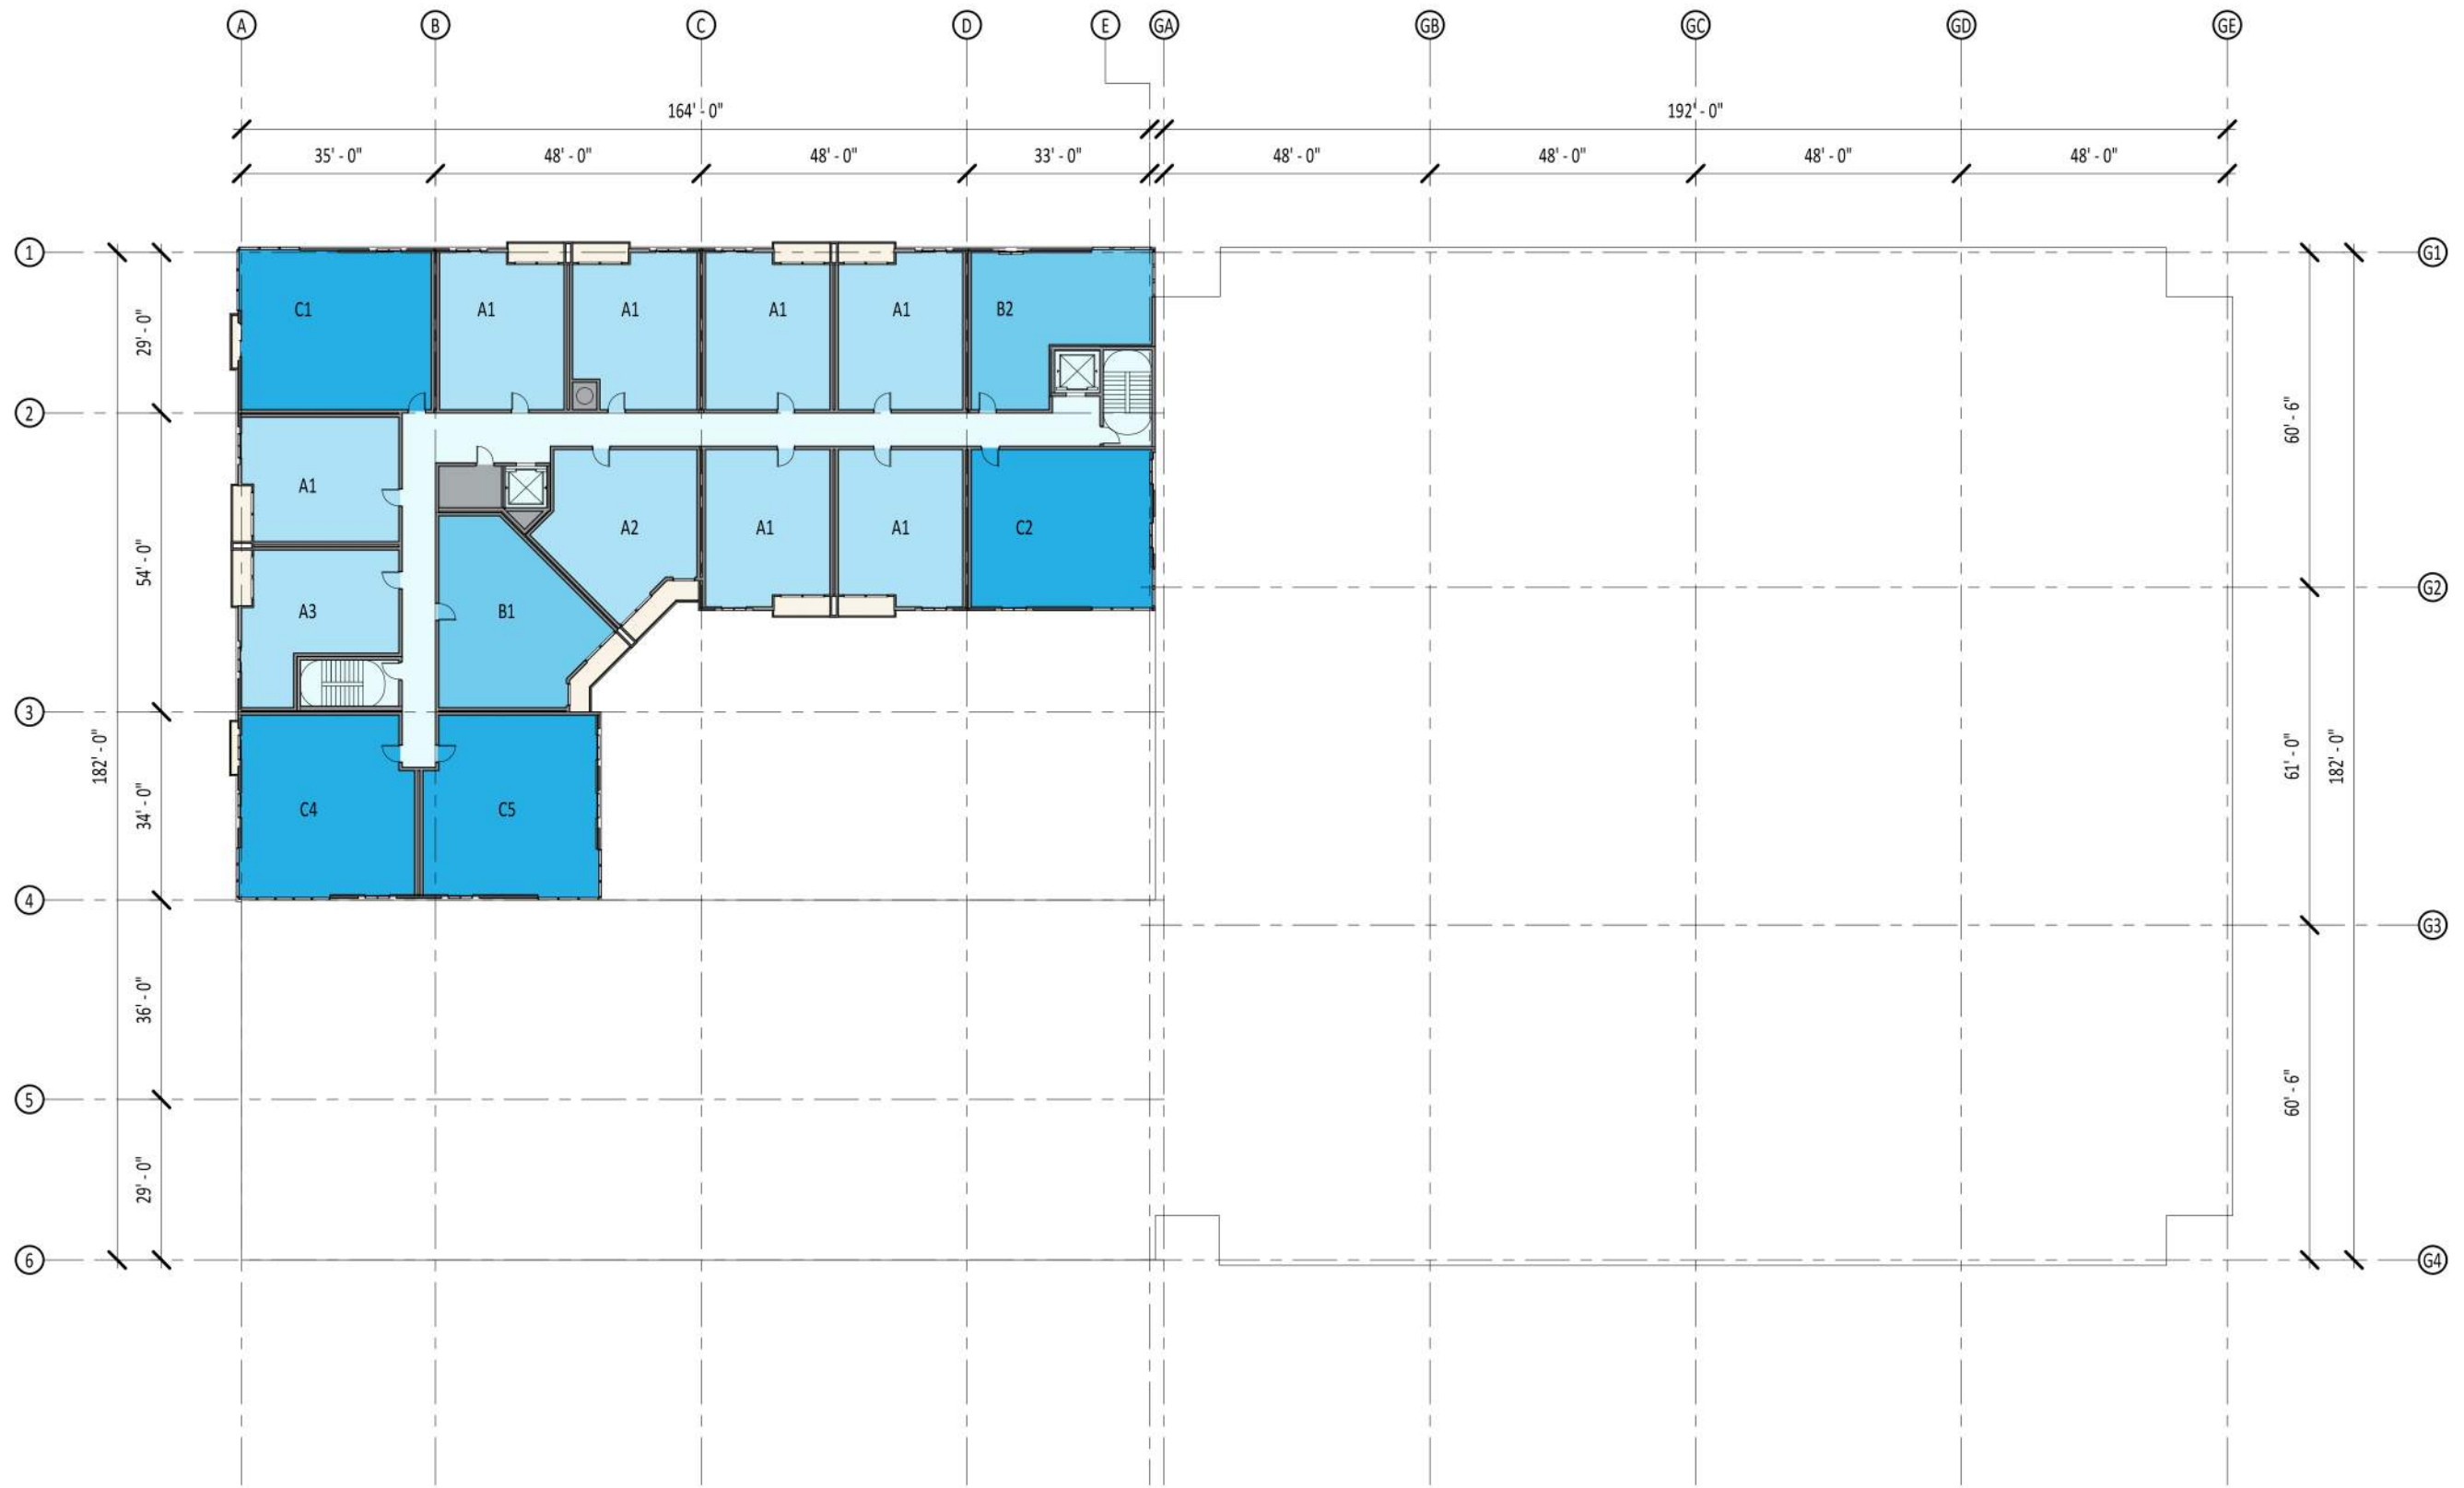 A B C D E GA GB GC GD GE
164' - 0" 192' - 0"
35' - 0" 48' - 0" 48' - 0" 33' - 0" 48' - 0" 48' - 0" 48' - 0" 48' - 0"
1 G1
C1 A1 A1 A1 A1 B2
29' - 0"
2
60' - 6"
A1
A2 A1 A1 C2
54' - 0"
G2
A3 B1
3
182' - 0" 61' - 0" 182' - 0"
34' - 0" C4 C5
4
G3
36' - 0"
5
60' - 6"
29' - 0"
6 G4